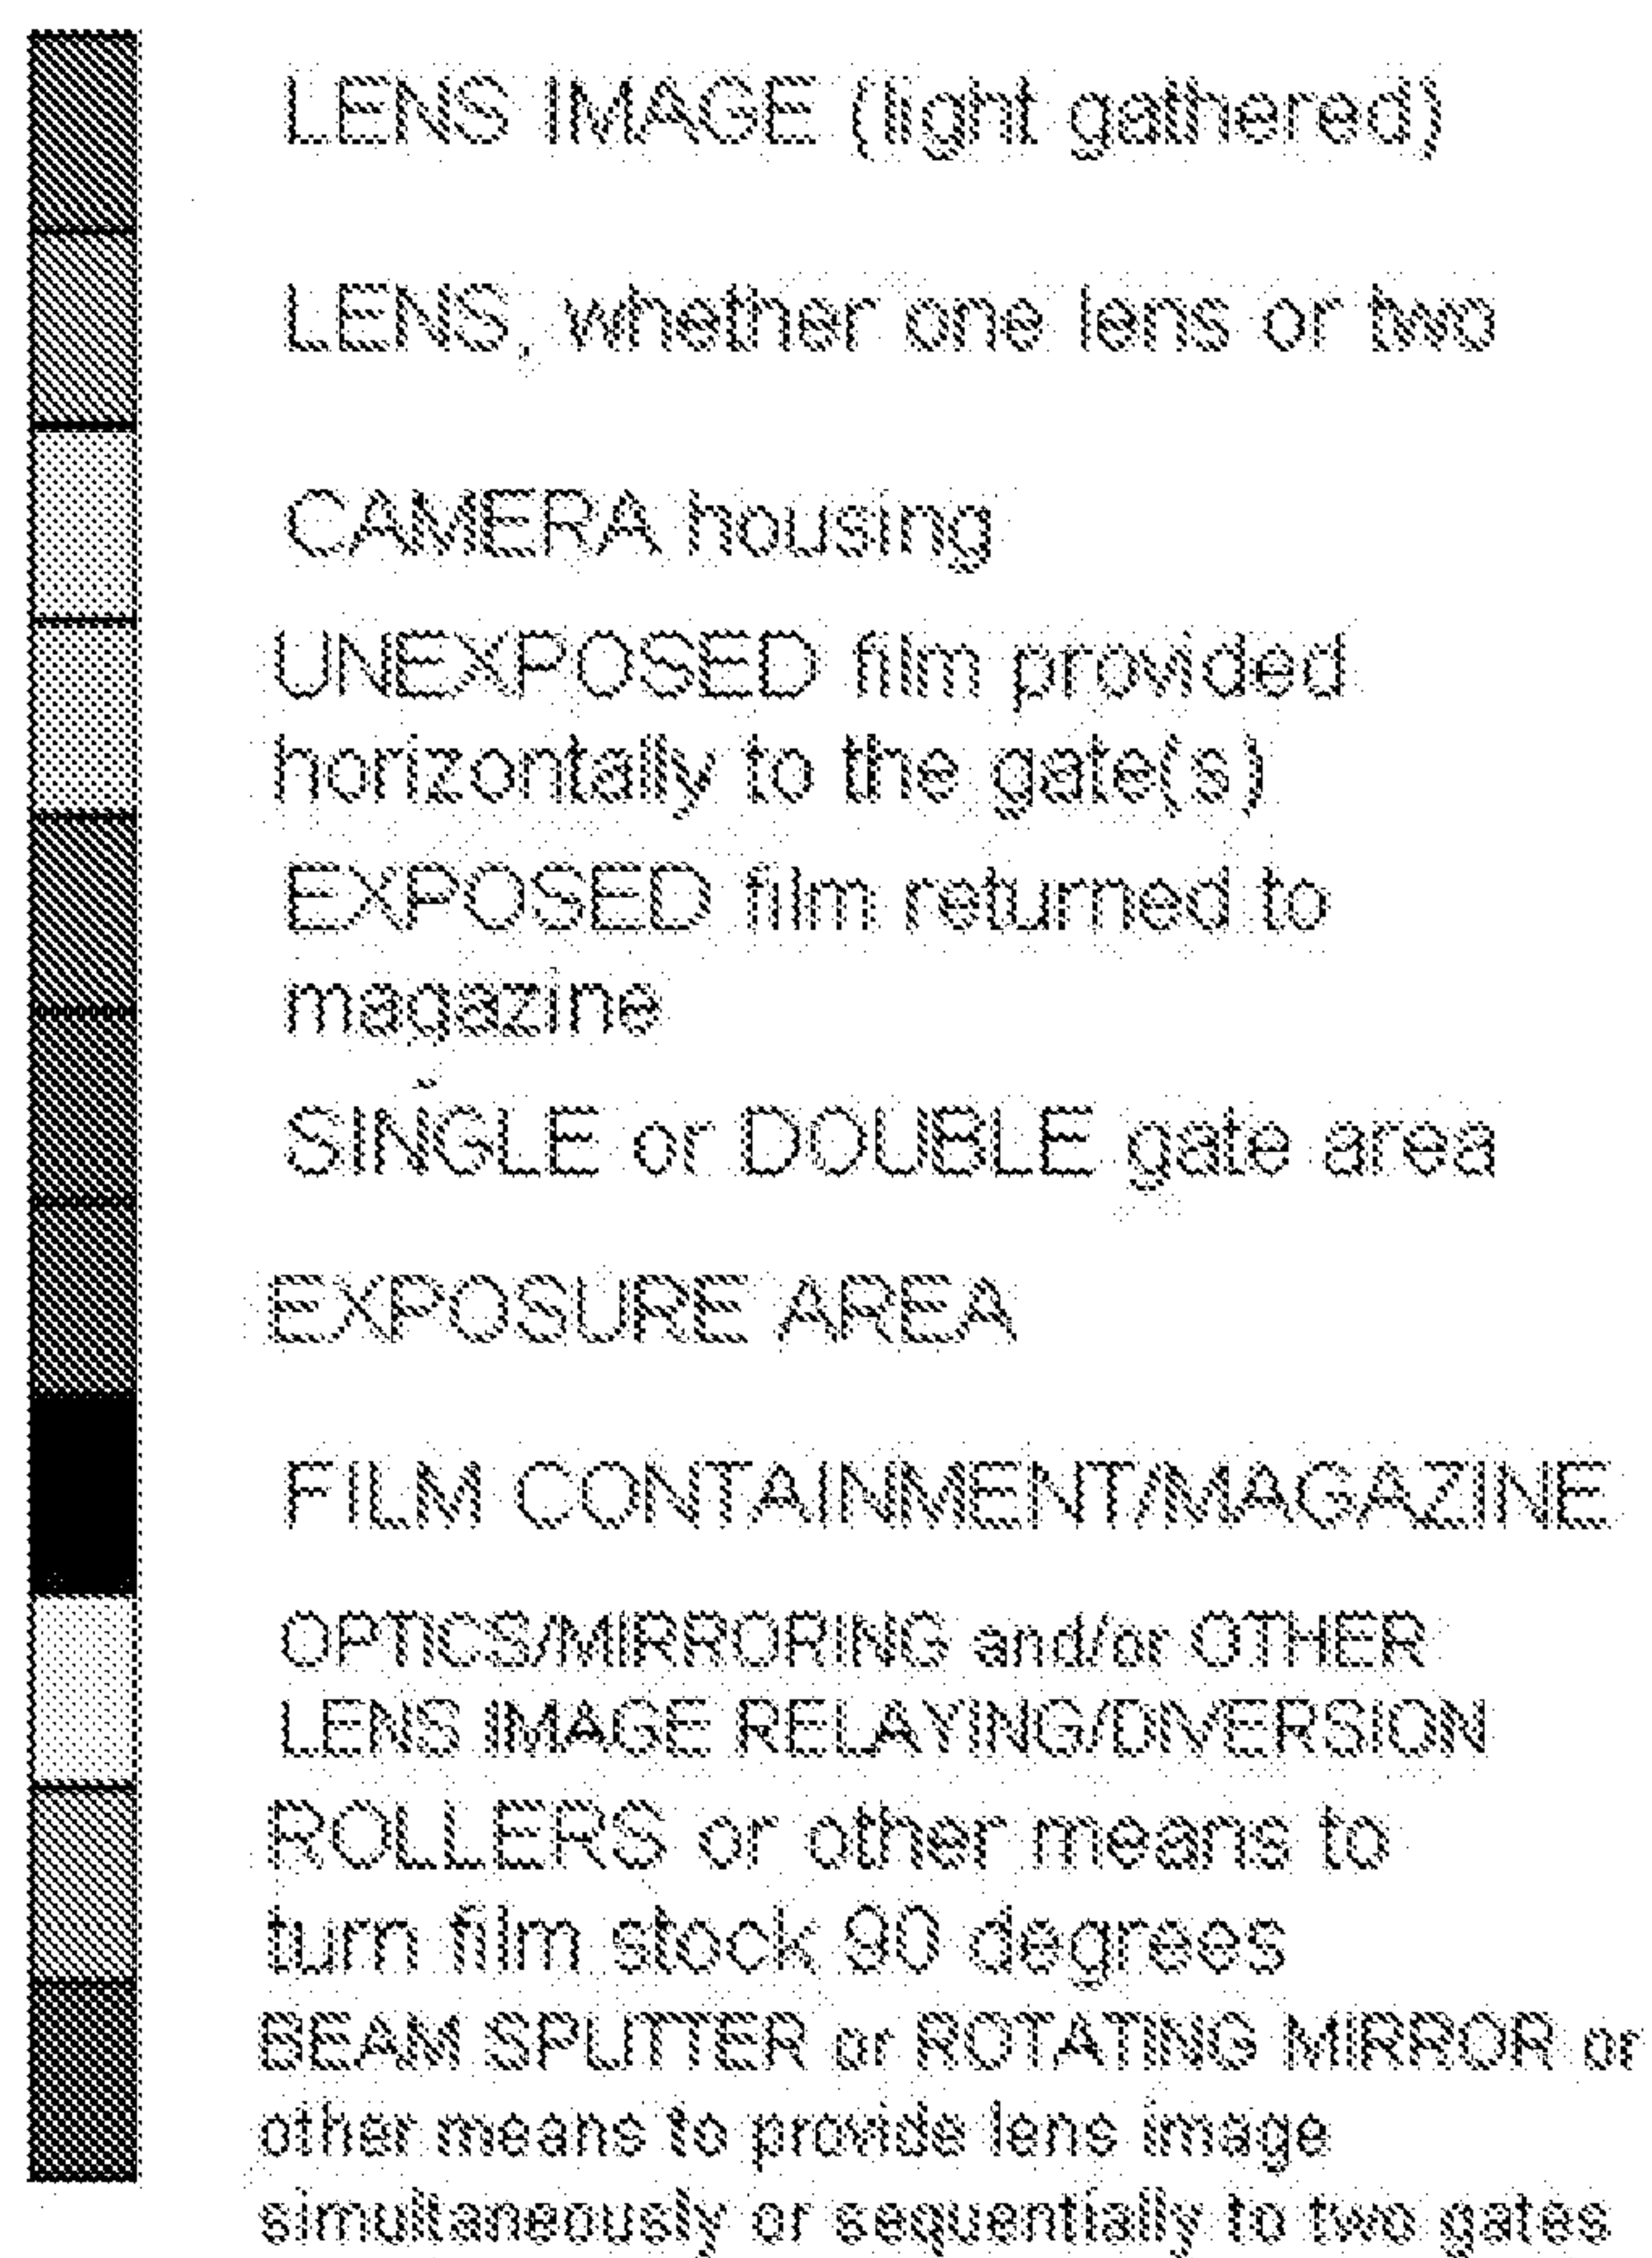 LENS IMAGE (light gathered)
LENS, whether one lens or two
CAMERA housing
UNEXPOSED film provided
horizontally to the gate(s)
EXPOSED film returned to
magazine
SINGLE or DOUBLE gate area
EXPOSURE AREA
FILM CONTAINMENT/MAGAZINE
OPTICS/MIRRORING and/or OTHER
LENS IMAGE RELAYING/DIVERSION
ROLLERS or other means to
turn film stock 90 degrees
BEAM SPLITTER or ROTATING MIRROR or
other means to provide lens image
simultaneously or sequentially to two gates